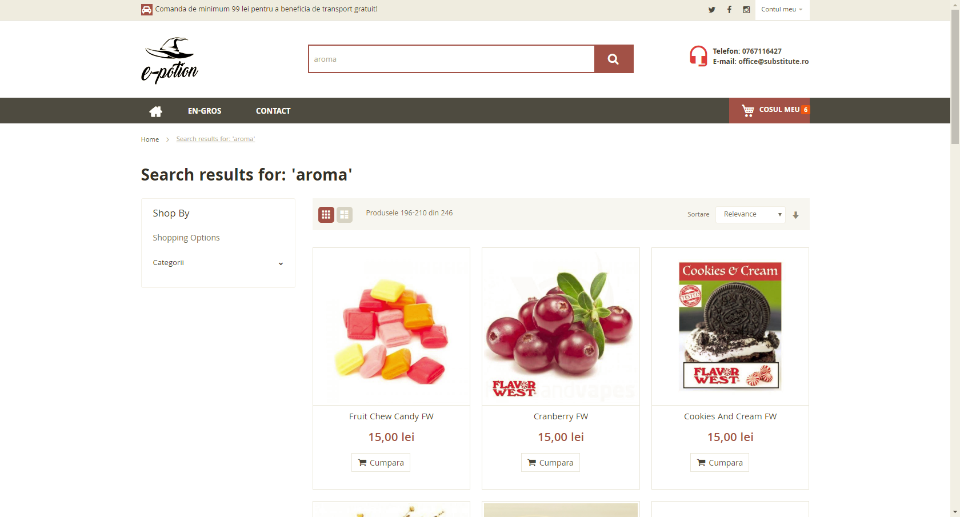 Comanda de minimum 99 lei pentru a beneficia de transport gratuit!
Contul meu
e-potion
aroma
Telefon: 0767116427
E-mail: office@substitute.ro
EN-GROS
CONTACT
COSUL MEU 6
Home
Search results for: 'aroma'
Search results for: 'aroma'
Shop By
Shopping Options
Categorii
Produsele 196-210 din 246
Sortare
Relevance
Cookies & Cream
TESTED
FLAVOR WEST
FLAVOR WEST
Fruit Chew Candy FW
Cranberry FW
Cookies And Cream FW
15,00 lei
15,00 lei
15,00 lei
Cumpara
Cumpara
Cumpara